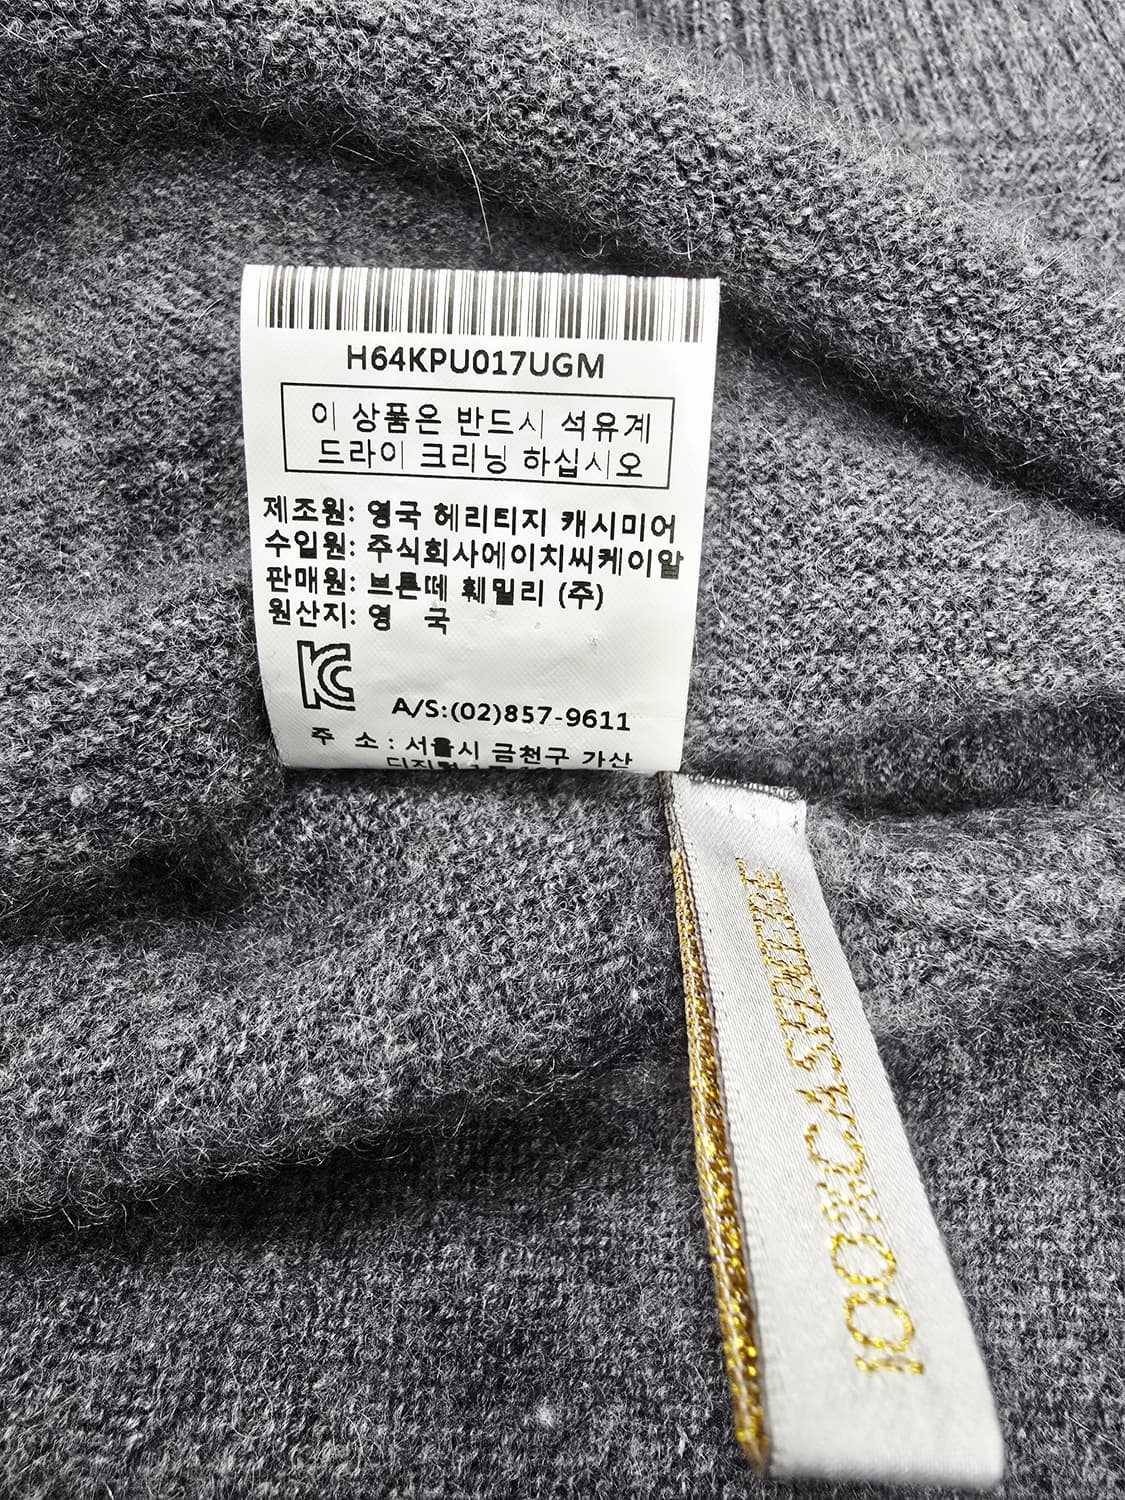 H64KPU017UGM
이 상품은 반드시 석유계
드라이 크리닝 하십시오
제조원: 영국 헤리티지 캐시미어
수입원: 주식회사에이치씨케이알
판매원: 브른떼 훼밀리 (주)
원산지: 영 국
KC
A/S:(02)857-9611
주 소 : 서울시 금천구 가산
100%CASHMERE